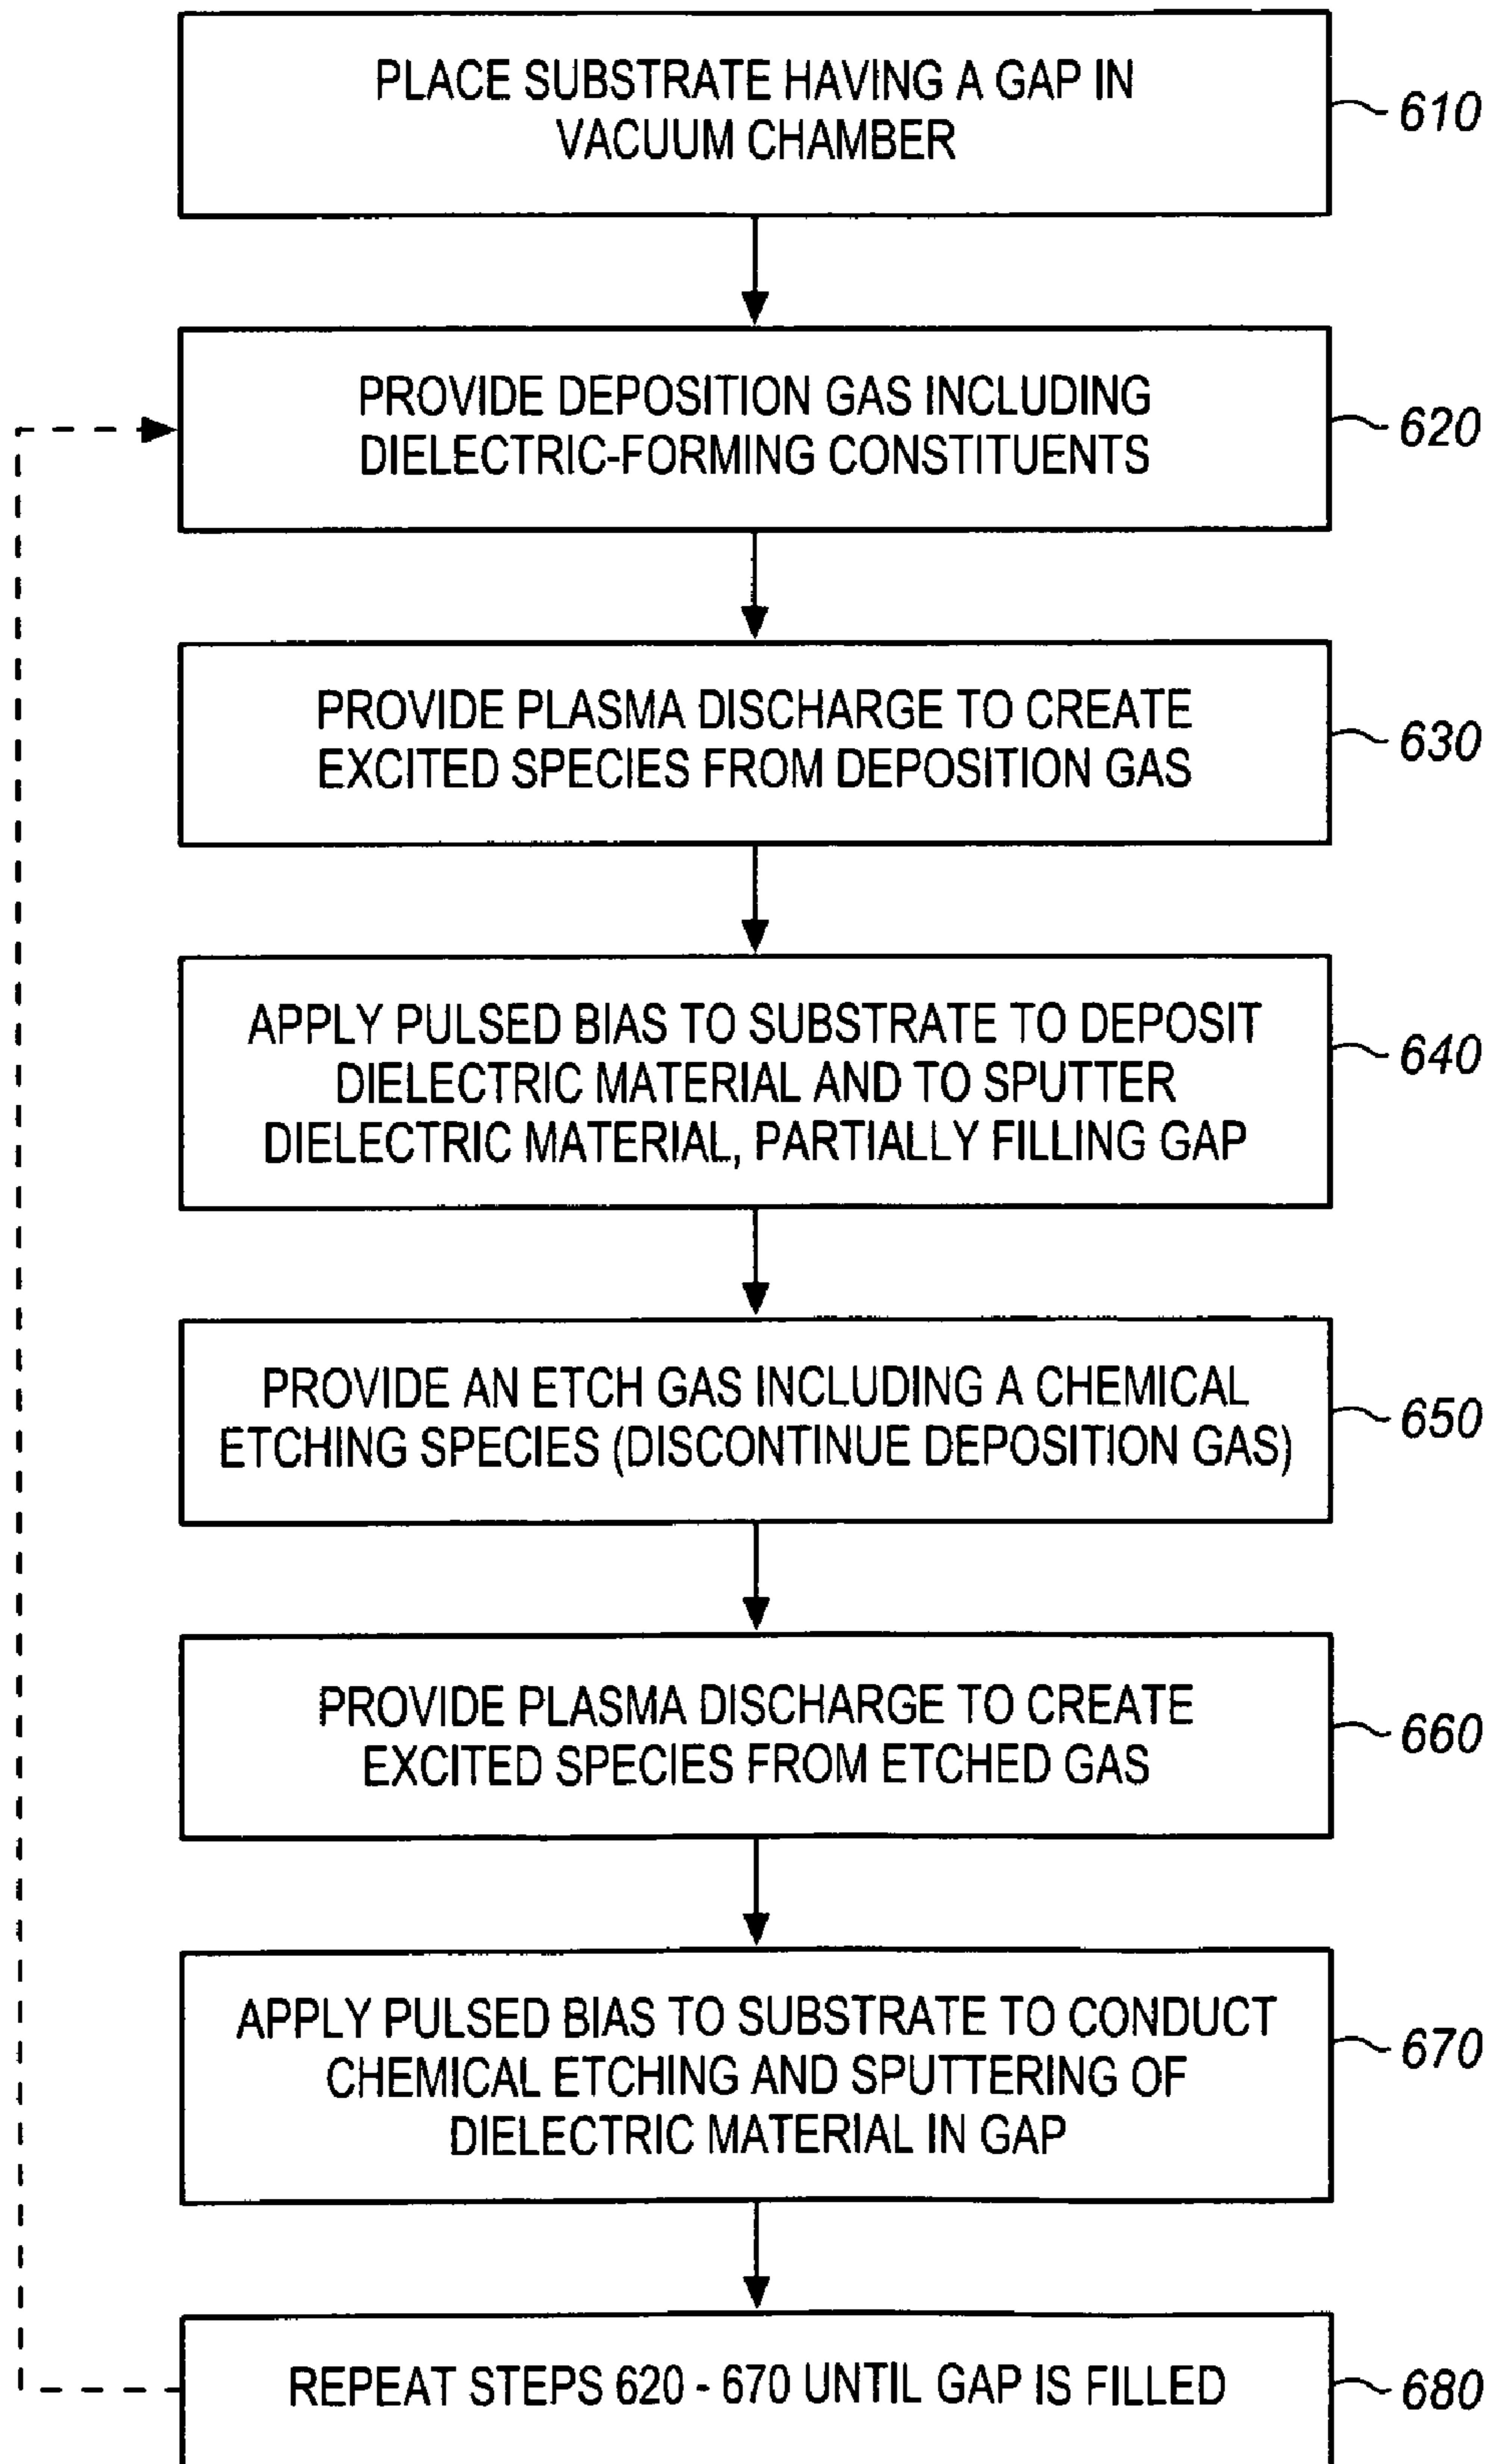 PLACE SUBSTRATE HAVING A GAP IN
VACUUM CHAMBER
610
PROVIDE DEPOSITION GAS INCLUDING
DIELECTRIC-FORMING CONSTITUENTS
620
PROVIDE PLASMA DISCHARGE TO CREATE
EXCITED SPECIES FROM DEPOSITION GAS
630
APPLY PULSED BIAS TO SUBSTRATE TO DEPOSIT
DIELECTRIC MATERIAL AND TO SPUTTER
DIELECTRIC MATERIAL, PARTIALLY FILLING GAP
640
PROVIDE AN ETCH GAS INCLUDING A CHEMICAL
ETCHING SPECIES (DISCONTINUE DEPOSITION GAS)
650
PROVIDE PLASMA DISCHARGE TO CREATE
EXCITED SPECIES FROM ETCHED GAS
660
APPLY PULSED BIAS TO SUBSTRATE TO CONDUCT
CHEMICAL ETCHING AND SPUTTERING OF
DIELECTRIC MATERIAL IN GAP
670
REPEAT STEPS 620 - 670 UNTIL GAP IS FILLED
680